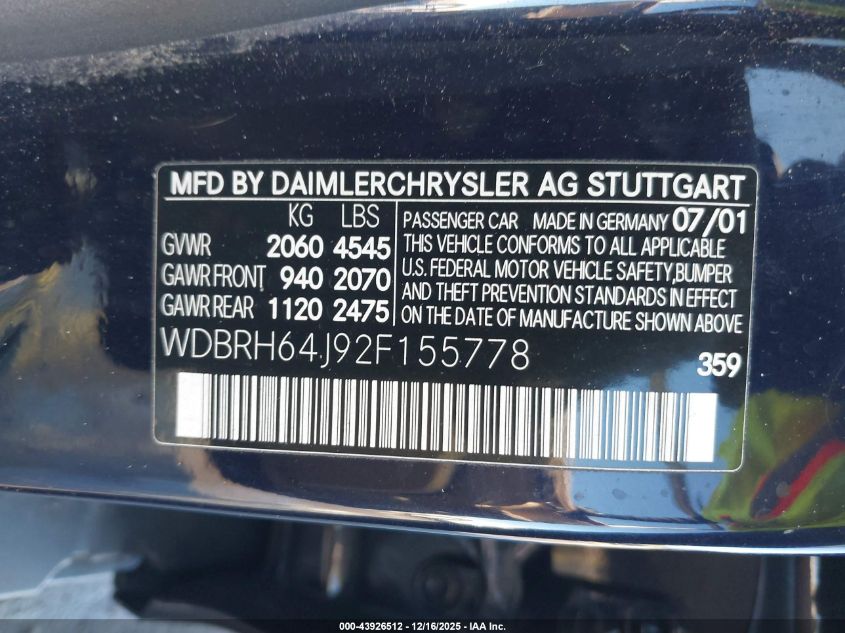 MFD BY DAIMLERCHRYSLER AG STUTTGART
KG LBS
GVWR 2060 4545
GAWR FRONT 940 2070
GAWR REAR 1120 2475
PASSENGER CAR MADE IN GERMANY 07/01
THIS VEHICLE CONFORMS TO ALL APPLICABLE
U.S. FEDERAL MOTOR VEHICLE SAFETY,BUMPER
AND THEFT PREVENTION STANDARDS IN EFFECT
ON THE DATE OF MANUFACTURE SHOWN ABOVE
WDBRH64J92F155778
359
000-43926512 - 12/16/2025 - IAA Inc.